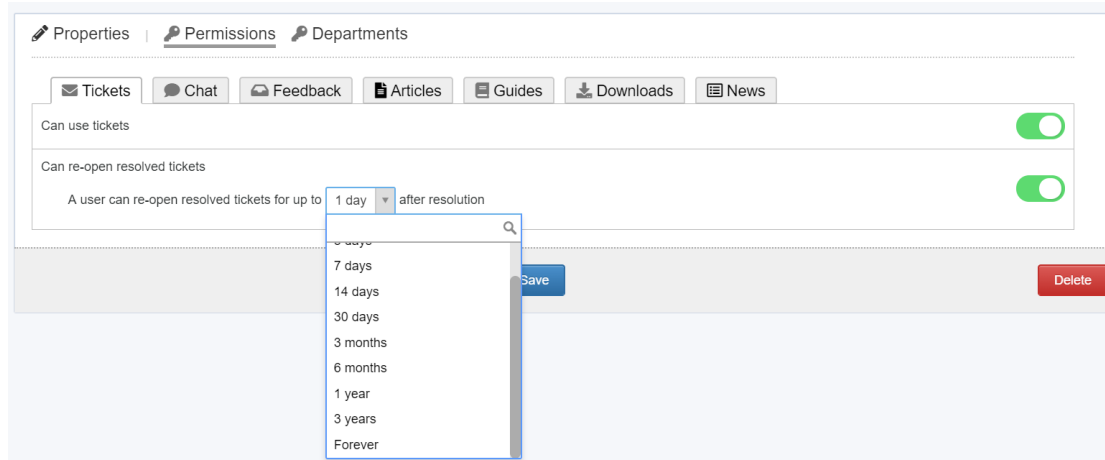 Properties | Permissions Departments
Tickets Chat Feedback Articles Guides Downloads News
Can use tickets
Can re-open resolved tickets
A user can re-open resolved tickets for up to 1 day after resolution
days
7 days
Save
Delete
14 days
30 days
3 months
6 months
1 year
3 years
Forever